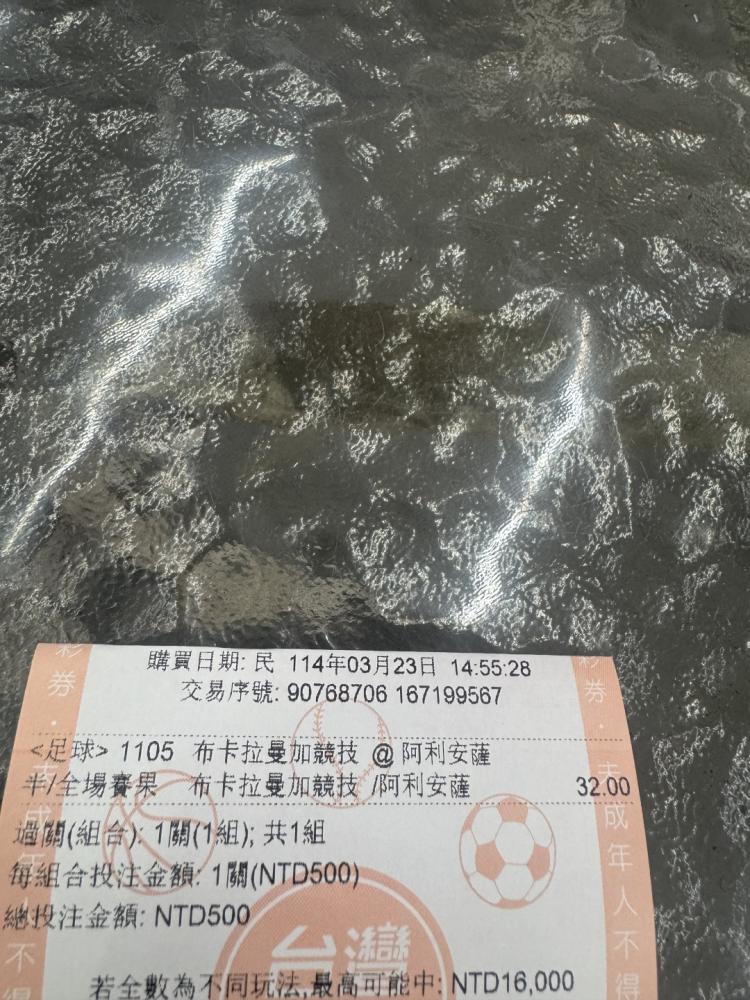 購買日期: 民 114年03月23日 14:55:28
交易序號: 90768706 167199567
<足球> 1105 布卡拉曼加競技 @ 阿利安薩
半/全場賽果 布卡拉曼加競技 /阿利安薩 32.00
過關(組合): 1關(1組); 共1組
每組合投注金額: 1關(NTD500)
總投注金額: NTD500
若全數為不同玩法,最高可能中: NTD16,000
彩券・
彩券・未成年人不得
台灣